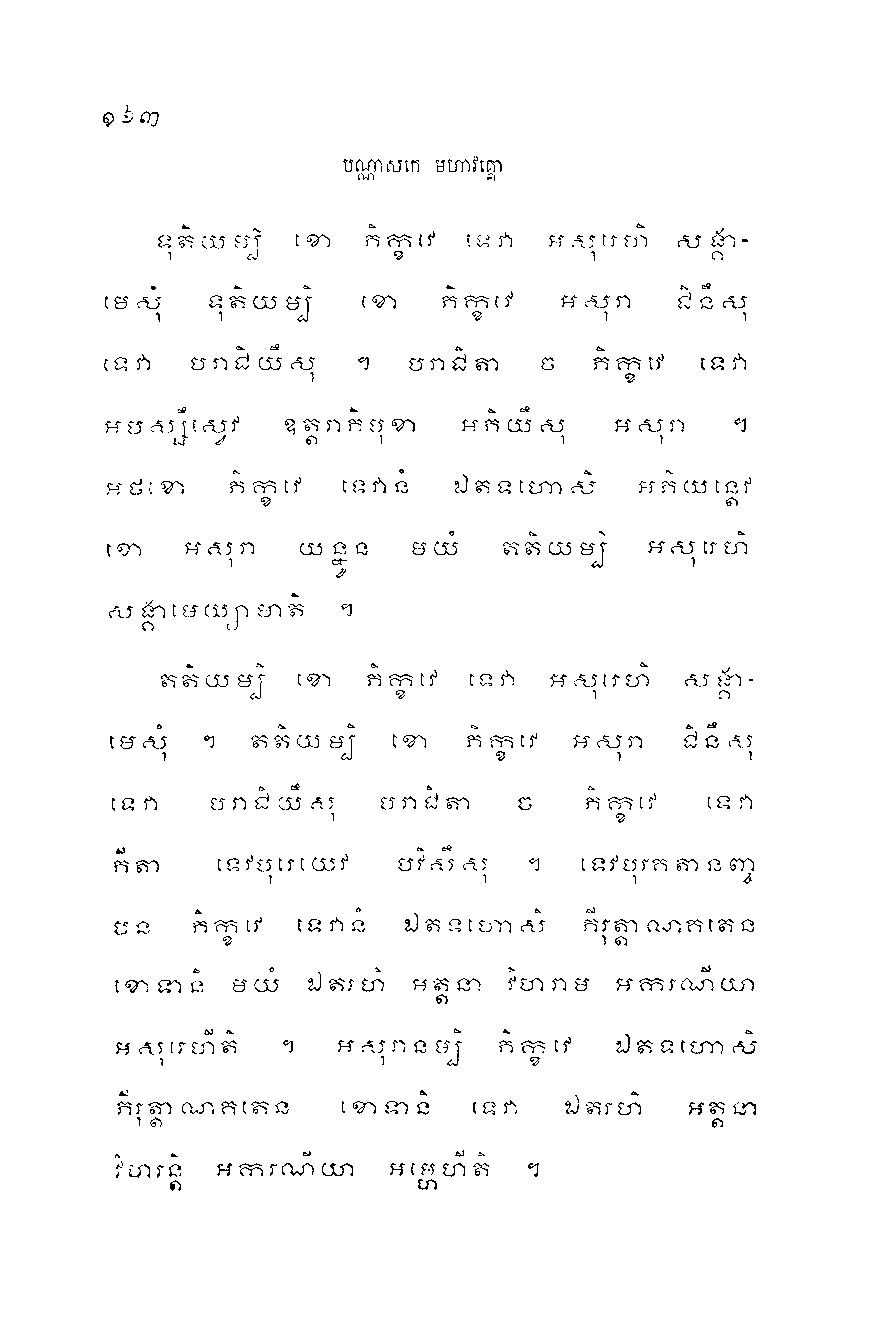 ១៦៣
បណ្ណាសកេ មហាវគ្គោ
ទុតិយម្បិ ខោ ភិក្ខវេ ទេវា អសុរេហិ សង្គា-
មេសុំ ទុតិយម្បិ ខោ ភិក្ខវេ អសុរា ជិនឹសុ
ទេវា បរាជិយឹសុ ។ បរាជិតា ច ភិក្ខវេ ទេវា
អបស្សឹស្វេវ ឧត្តរាភិមុខា អភិយឹសុ អសុរា ។
អថខោ ភិក្ខវេ ទេវានំ ឯតទហោសិ អភិយន្តេវ
ខោ អសុរា យន្នូន មយំ តតិយម្បិ អសុរេហិ
សង្គាមេយ្យាមាតិ ។
តតិយម្បិ ខោ ភិក្ខវេ ទេវា អសុរេហិ សង្គា-
មេសុំ ។ តតិយម្បិ ខោ ភិក្ខវេ អសុរា ជិនឹសុ
ទេវា បរាជិយឹសុ បរាជិតា ច ភិក្ខវេ ទេវា
ភីតា ទេវបុរេយេវ បវិសឹសុ ។ ទេវបុរគតានញ្ច
បន ភិក្ខវេ ទេវានំ ឯតទហោសិ ភីរុត្តាណគតេន
ខោទានិ មយំ ឯតរហិ អត្តនា វិហរាម អករណីយា
អសុរេហីតិ ។ អសុរានម្បិ ភិក្ខវេ ឯតទហោសិ
ភីរុត្តាណគតេន ខោទានិ ទេវា ឯតរហិ អត្តនា
វិហរន្តិ អករណីយា អម្ហេហីតិ ។